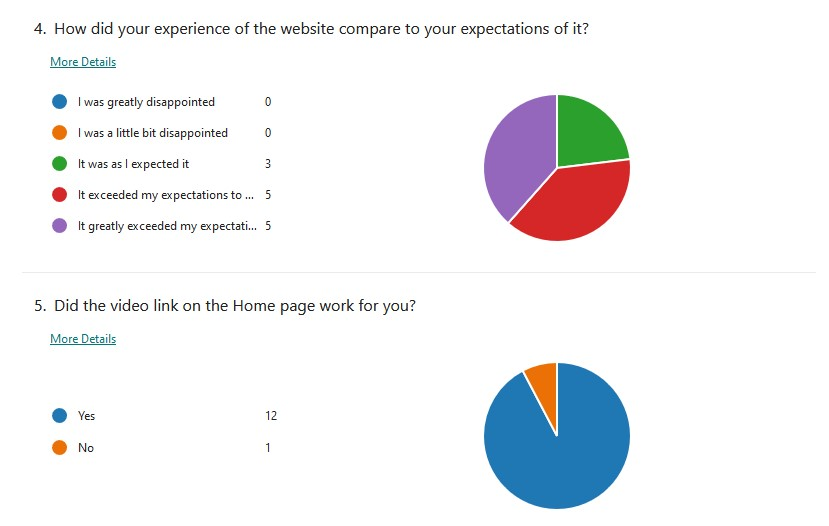 4. How did your experience of the website compare to your expectations of it?
More Details
I was greatly disappointed 0
I was a little bit disappointed 0
It was as I expected it 3
It exceeded my expectations to ... 5
It greatly exceeded my expectati... 5
5. Did the video link on the Home page work for you?
More Details
Yes 12
No 1